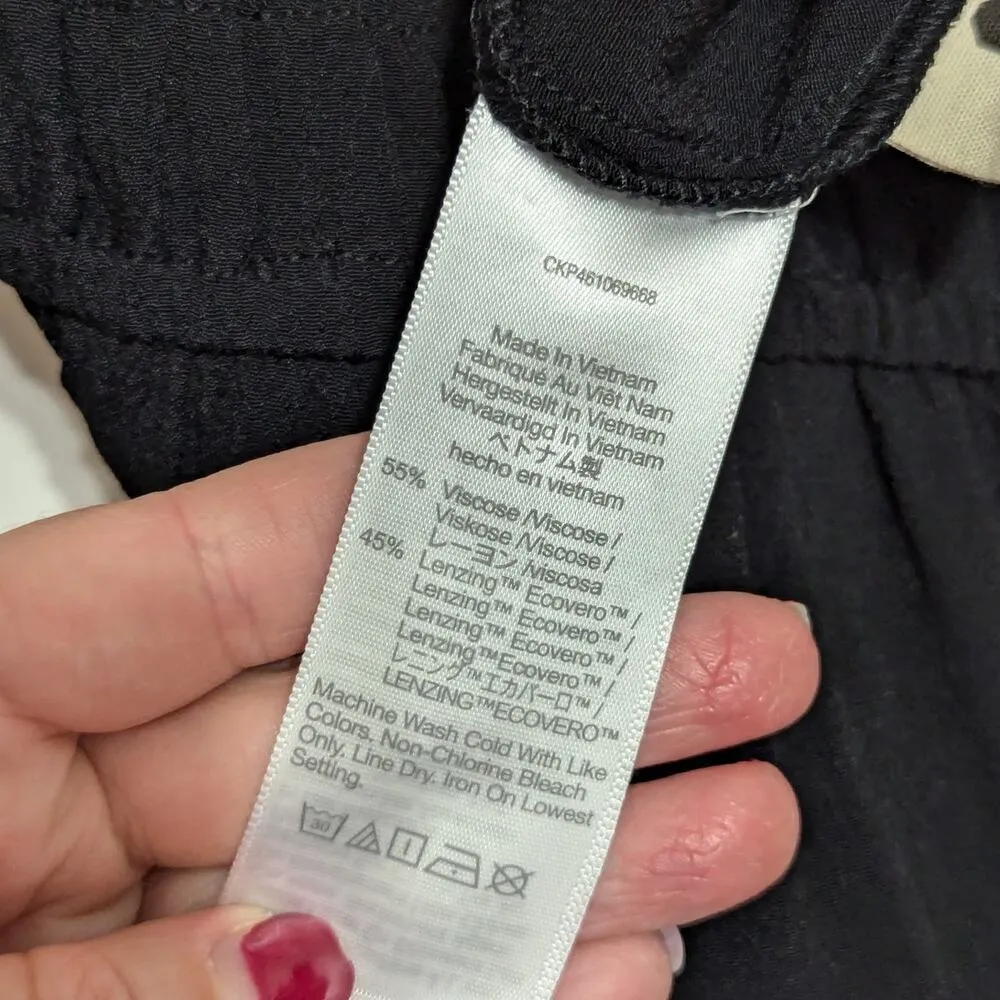 CKP461069668
Made In Vietnam
Fabriqué Au Việt Nam
Hergestellt In Vietnam
Vervaardigd In Vietnam
ベトナム製
hecho en vietnam
55% Viscose /Viscose /
Viskose /Viscose /
レーヨン /Viscosa
45% Lenzing™ Ecovero™ /
Lenzing™ Ecovero™ /
Lenzing™ Ecovero™ /
Lenzing™Ecovero™ /
レンジング™エカバーロ™ /
LENZING™ECOVERO™
Machine Wash Cold With Like
Colors. Non-Chlorine Bleach
Only. Line Dry. Iron On Lowest
Setting.
30